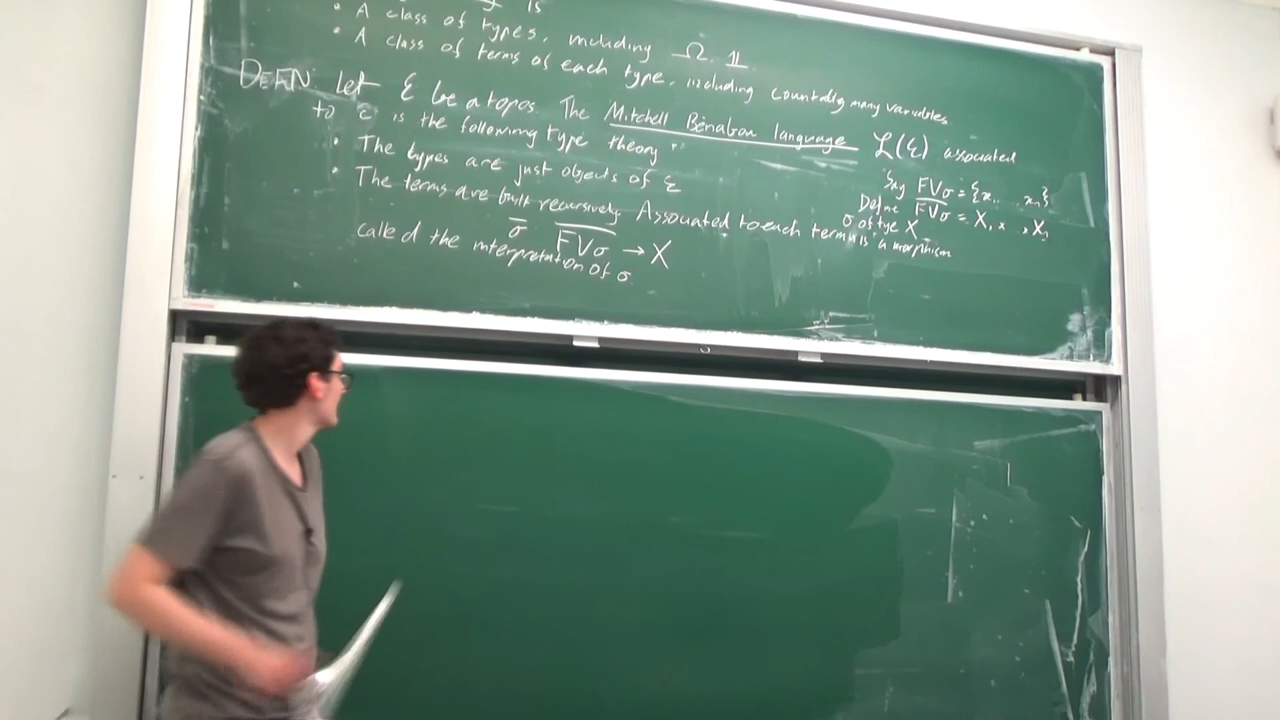 is
• A class of types, including Ω, 𝟙
• A class of terms of each type, including countably many variables
DEFN Let ℰ be a topos. The Mitchell Bénabou language ℒ(ℰ) associated
to ℰ is the following type theory
• The types are just objects of ℰ
• The terms are built recursively. Associated to each term σ of type X is a morphism
σ̅ FVσ → X
called the interpretation of σ.
Say FVσ = {x₁, , xₙ}
Define FVσ = X₁ × , × Xₙ